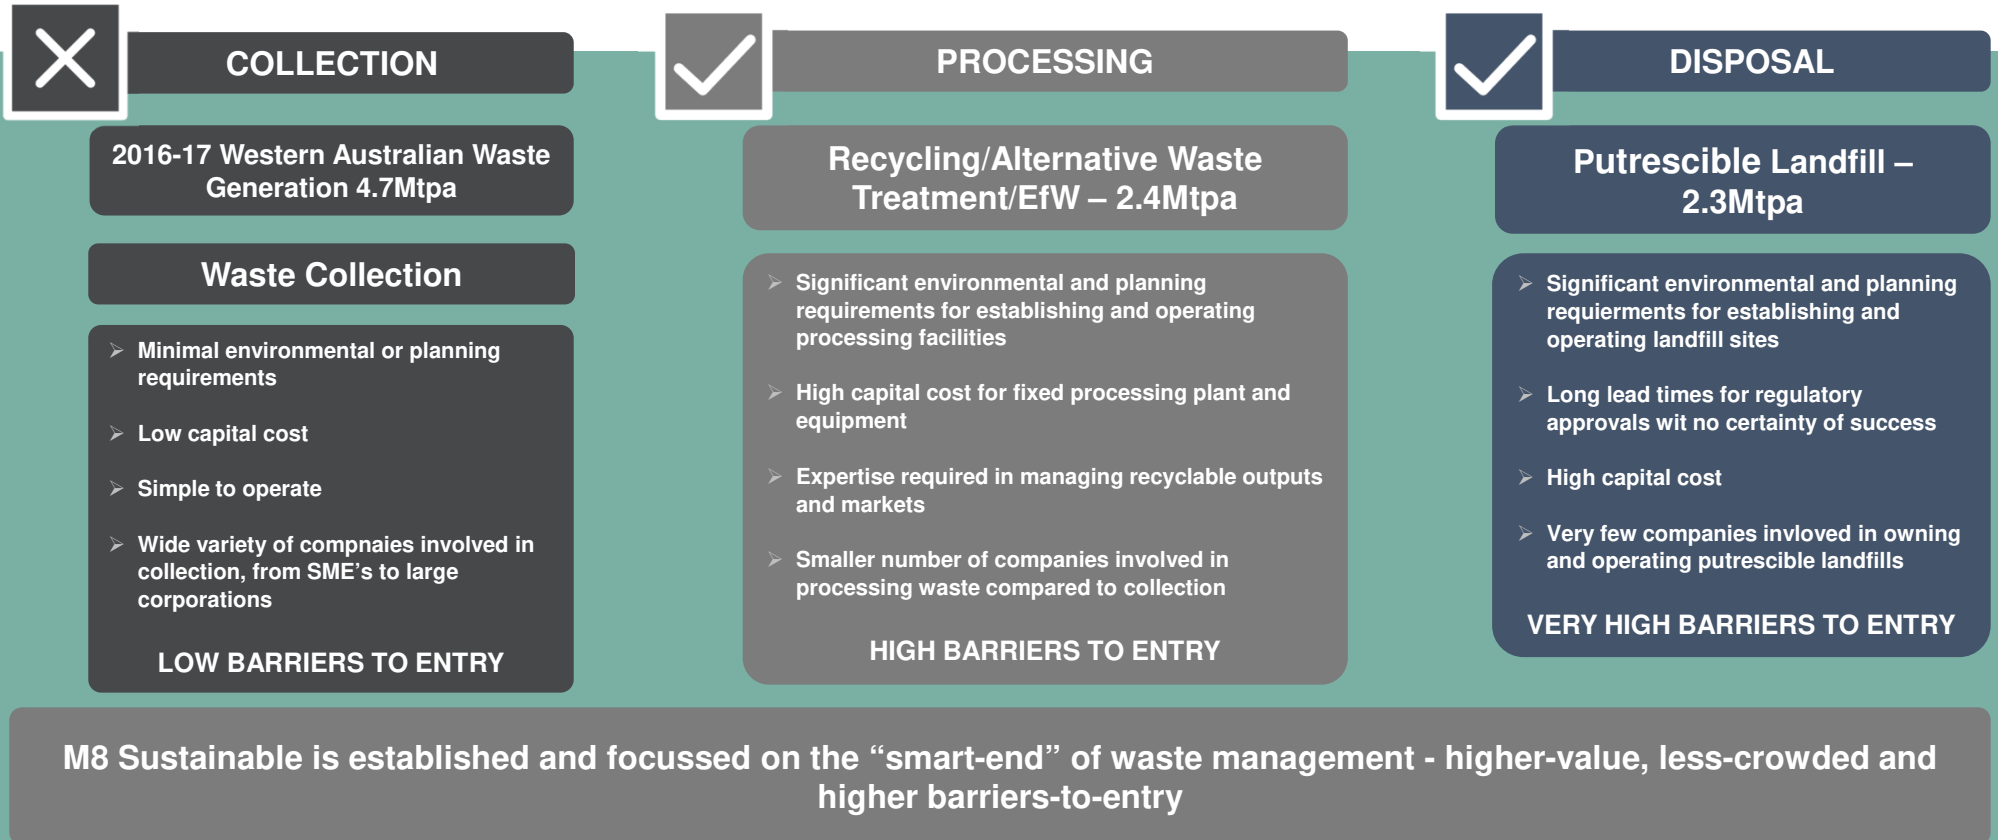 COLLECTION
2016-17 Western Australian Waste
Generation 4.7Mtpa
Waste Collection
Minimal environmental or planning
requirements
Low capital cost
Simple to operate
Wide variety of compnaies involved in
collection, from SME’s to large
corporations
LOW BARRIERS TO ENTRY
PROCESSING
Recycling/Alternative Waste
Treatment/EfW – 2.4Mtpa
Significant environmental and planning
requirements for establishing and operating
processing facilities
High capital cost for fixed processing plant and
equipment
Expertise required in managing recyclable outputs
and markets
Smaller number of companies involved in
processing waste compared to collection
HIGH BARRIERS TO ENTRY
DISPOSAL
Putrescible Landfill –
2.3Mtpa
Significant environmental and planning
requierments for establishing and
operating landfill sites
Long lead times for regulatory
approvals wit no certainty of success
High capital cost
Very few companies invloved in owning
and operating putrescible landfills
VERY HIGH BARRIERS TO ENTRY
M8 Sustainable is established and focussed on the “smart-end” of waste management - higher-value, less-crowded and
higher barriers-to-entry